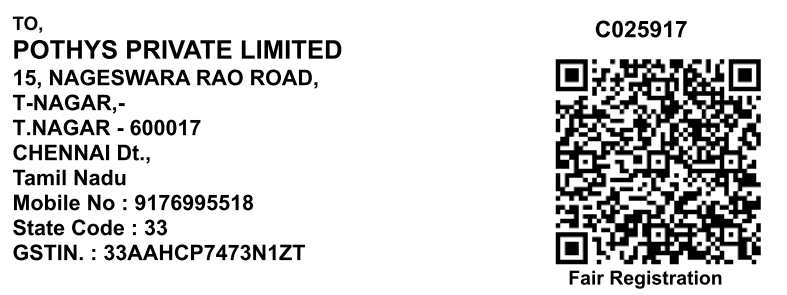 TO,
POTHYS PRIVATE LIMITED
15, NAGESWARA RAO ROAD,
T-NAGAR,-
T.NAGAR - 600017
CHENNAI Dt.,
Tamil Nadu
Mobile No : 9176995518
State Code : 33
GSTIN. : 33AAHCP7473N1ZT
C025917
Fair Registration